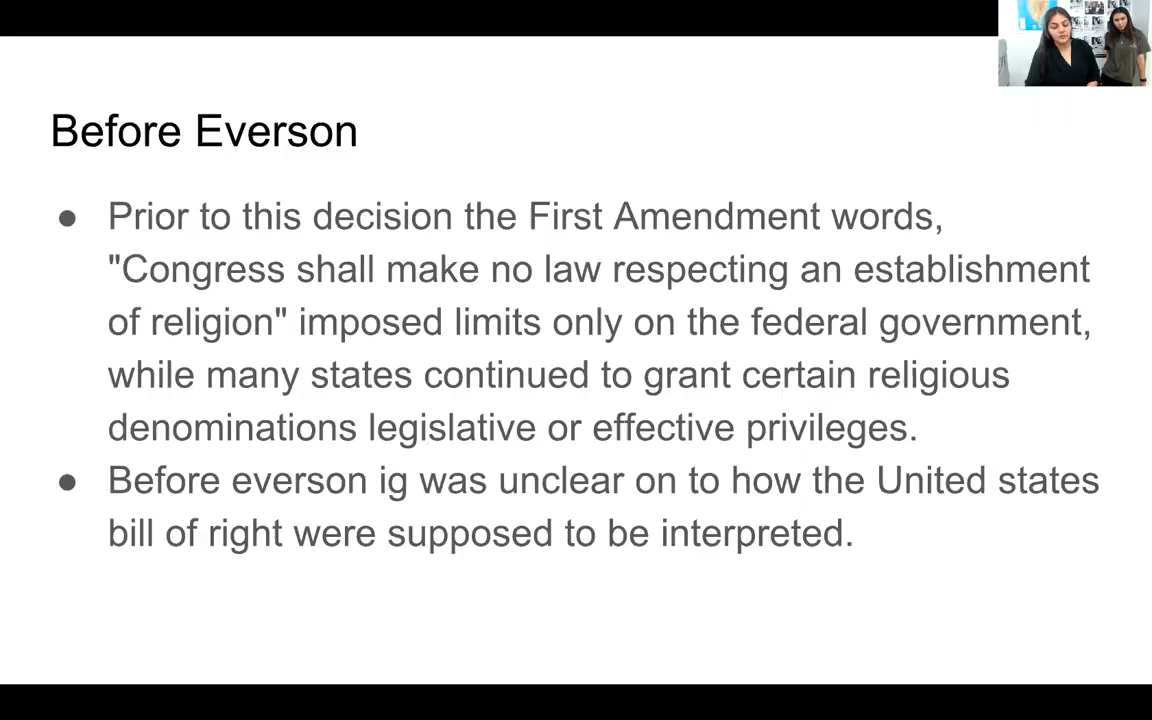 Before Everson
● Prior to this decision the First Amendment words,
"Congress shall make no law respecting an establishment
of religion" imposed limits only on the federal government,
while many states continued to grant certain religious
denominations legislative or effective privileges.
● Before everson ig was unclear on to how the United states
bill of right were supposed to be interpreted.